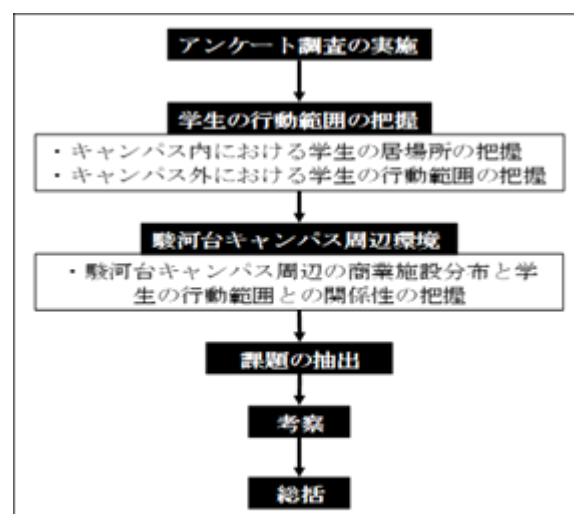 アンケート調査の実施
学生の行動範囲の把握
・キャンパス内における学生の居場所の把握
・キャンパス外における学生の行動範囲の把握
駿河台キャンパス周辺環境
・駿河台キャンパス周辺の商業施設分布と学
生の行動範囲との関係性の把握
課題の抽出
考察
総括